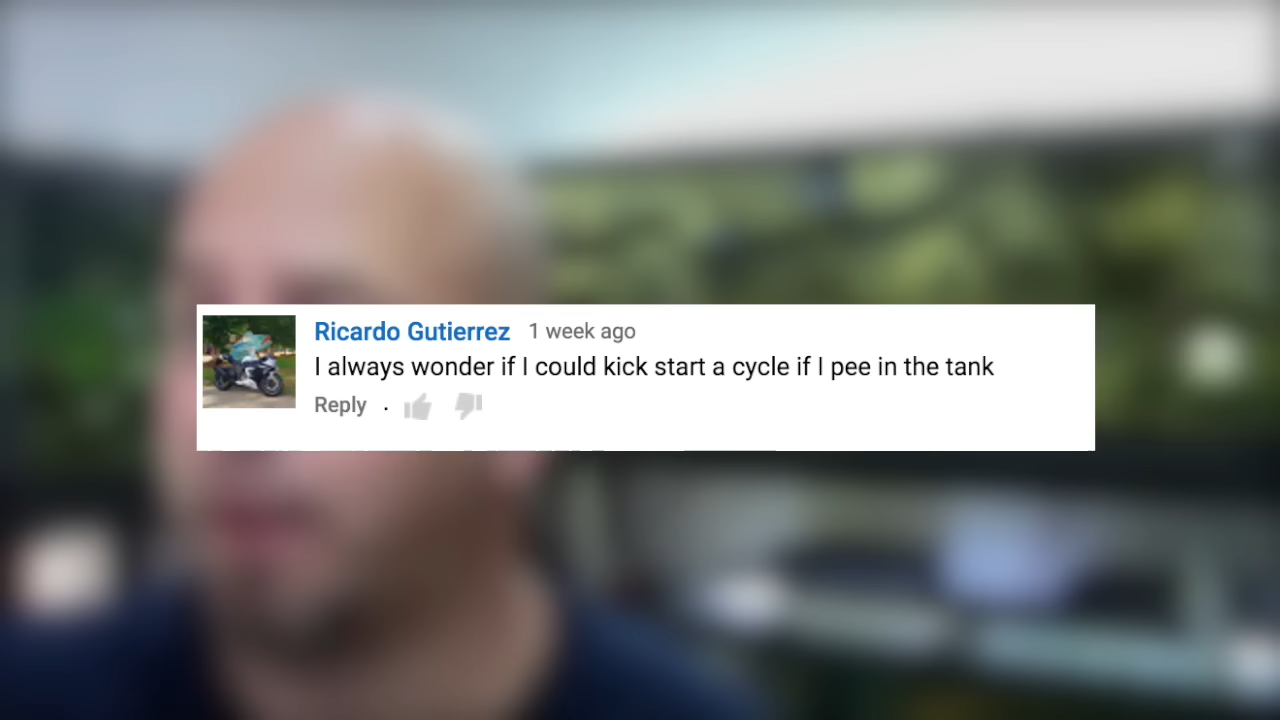 Ricardo Gutierrez 1 week ago
I always wonder if I could kick start a cycle if I pee in the tank
Reply .